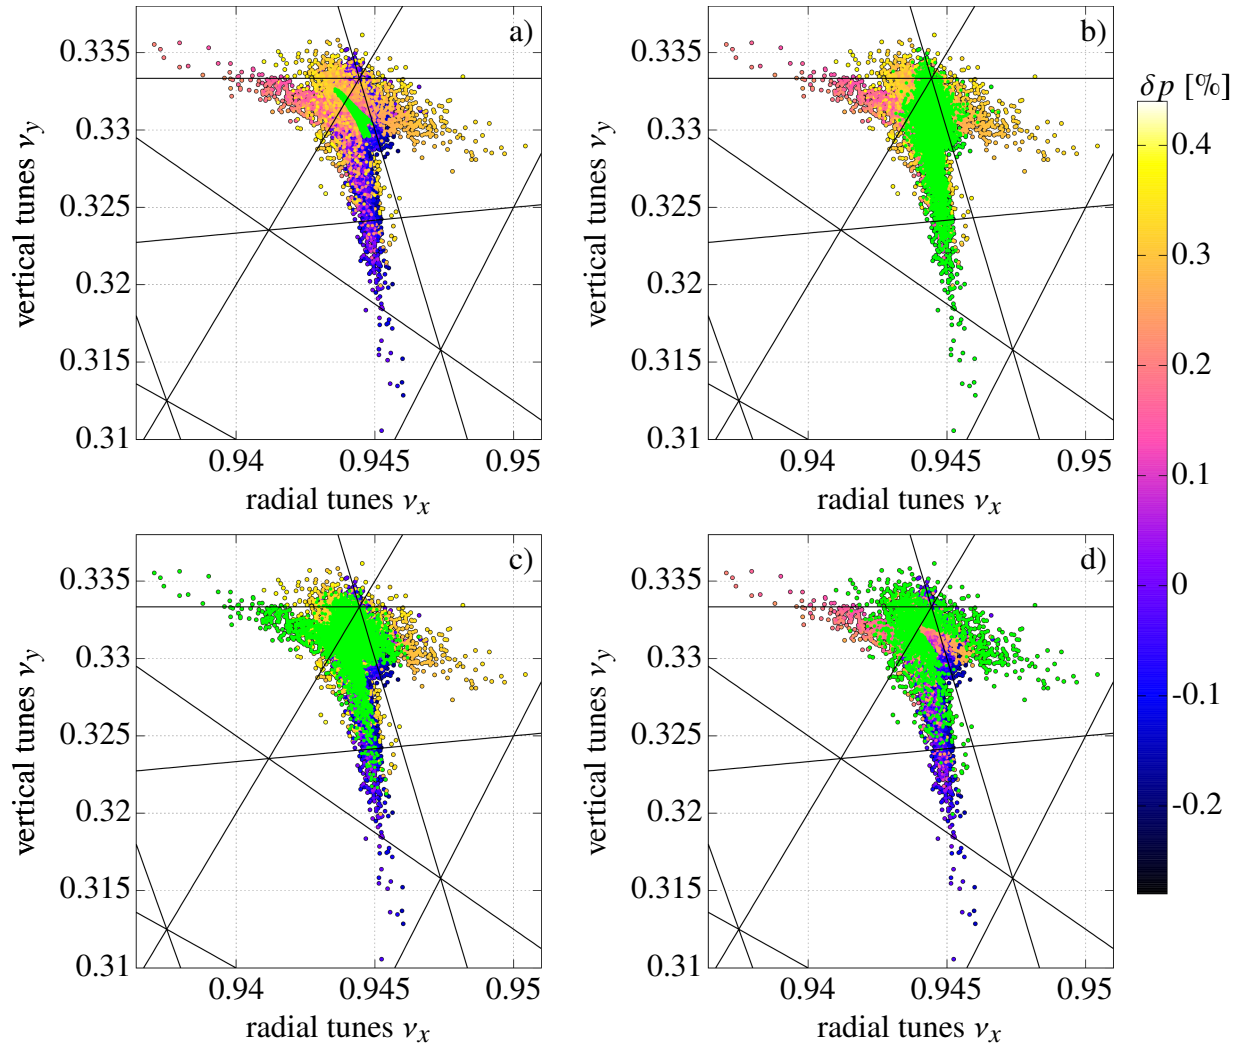 a)
0.335
0.33
0.325
0.32
0.315
0.31
vertical tunes νy
0.94 0.945 0.95
radial tunes νx
b)
0.335
0.33
0.325
0.32
0.315
0.31
vertical tunes νy
0.94 0.945 0.95
radial tunes νx
δp [%]
0.4
0.3
0.2
0.1
0
-0.1
-0.2
c)
0.335
0.33
0.325
0.32
0.315
0.31
vertical tunes νy
0.94 0.945 0.95
radial tunes νx
d)
0.335
0.33
0.325
0.32
0.315
0.31
vertical tunes νy
0.94 0.945 0.95
radial tunes νx